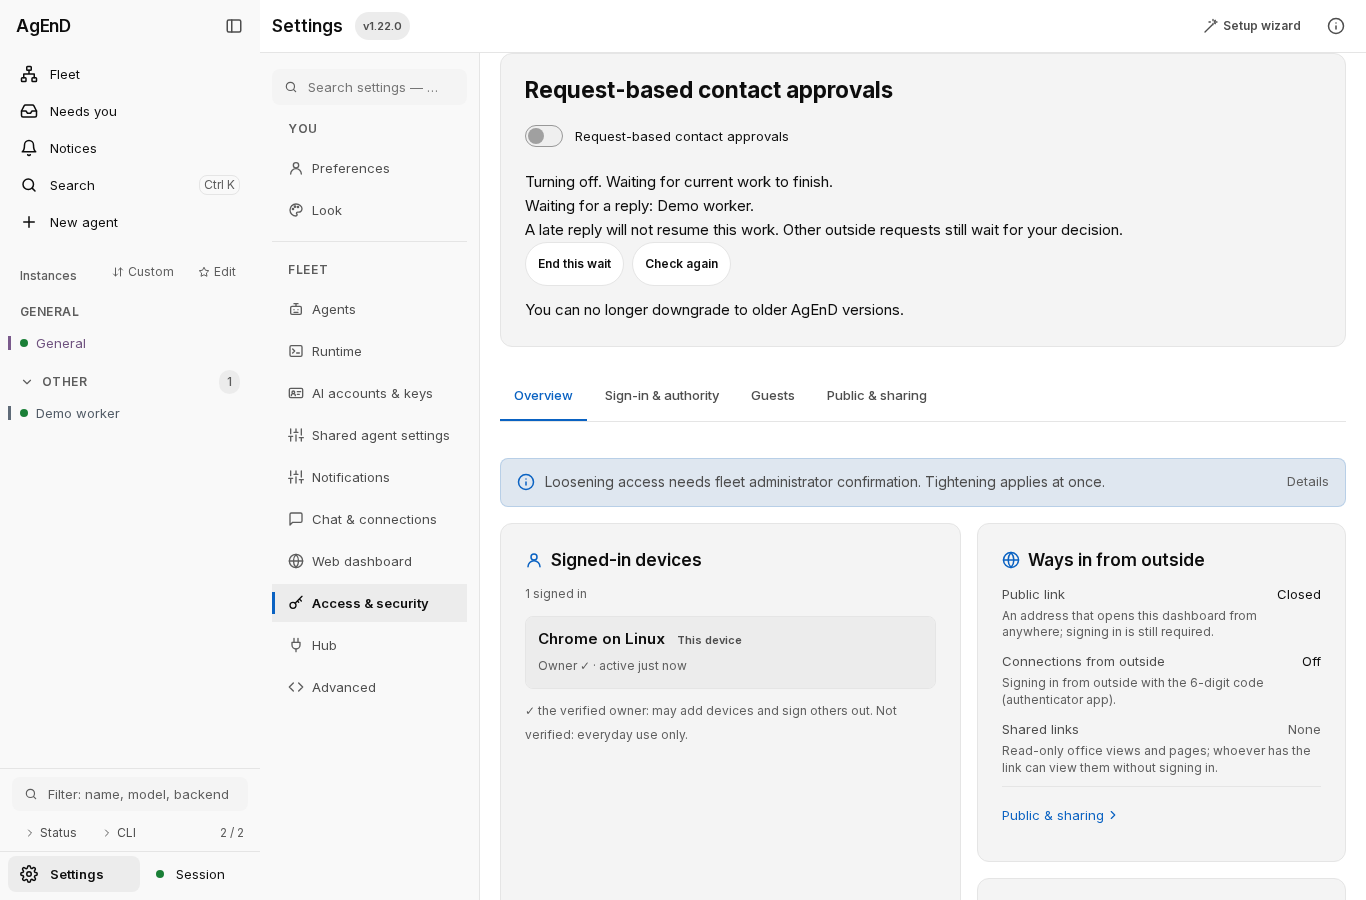 AgEnD
Fleet
Needs you
Notices
Search
Ctrl K
New agent
Instances
Custom
Edit
GENERAL
General
OTHER
1
Demo worker
Filter: name, model, backend
Status
CLI
2 / 2
Settings
Session
Settings
v1.22.0
Setup wizard
Search settings — …
YOU
Preferences
Look
FLEET
Agents
Runtime
AI accounts & keys
Shared agent settings
Notifications
Chat & connections
Web dashboard
Access & security
Hub
Advanced
Request-based contact approvals
Request-based contact approvals
Turning off. Waiting for current work to finish.
Waiting for a reply: Demo worker.
A late reply will not resume this work. Other outside requests still wait for your decision.
End this wait
Check again
You can no longer downgrade to older AgEnD versions.
Overview
Sign-in & authority
Guests
Public & sharing
Loosening access needs fleet administrator confirmation. Tightening applies at once.
Details
Signed-in devices
1 signed in
Chrome on Linux
This device
Owner ✓ · active just now
✓ the verified owner: may add devices and sign others out. Not
verified: everyday use only.
Ways in from outside
Public link
Closed
An address that opens this dashboard from
anywhere; signing in is still required.
Connections from outside
Off
Signing in from outside with the 6-digit code
(authenticator app).
Shared links
None
Read-only office views and pages; whoever has the
link can view them without signing in.
Public & sharing